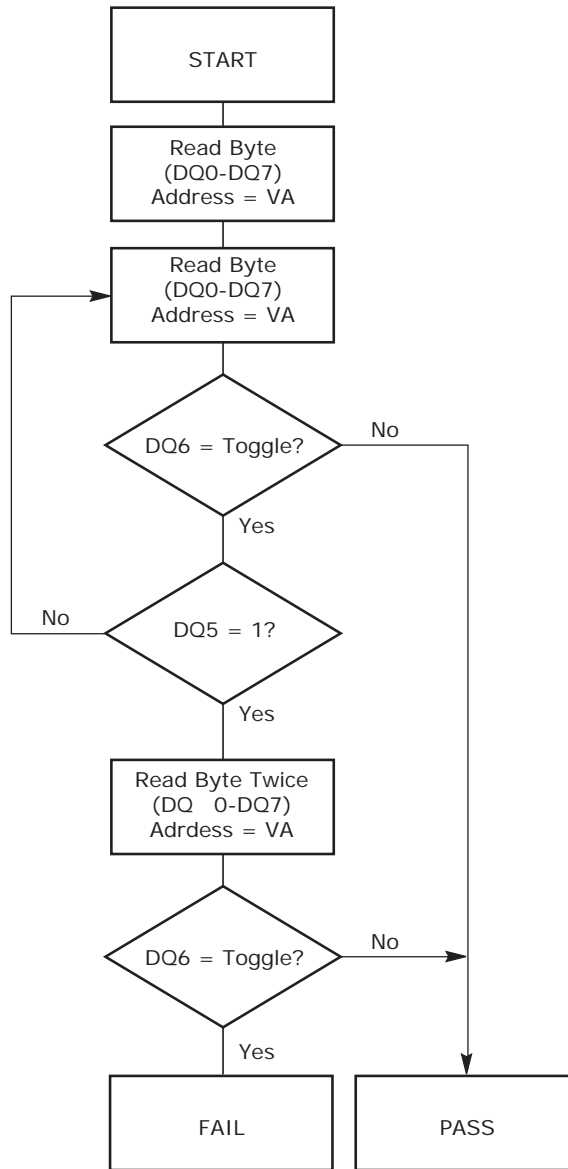 START
Read Byte
(DQ0-DQ7)
Address = VA
Read Byte
(DQ0-DQ7)
Address = VA
DQ6 = Toggle?
No
Yes
No
DQ5 = 1?
Yes
Read Byte Twice
(DQ 0-DQ7)
Adrdess = VA
DQ6 = Toggle?
No
Yes
FAIL
PASS